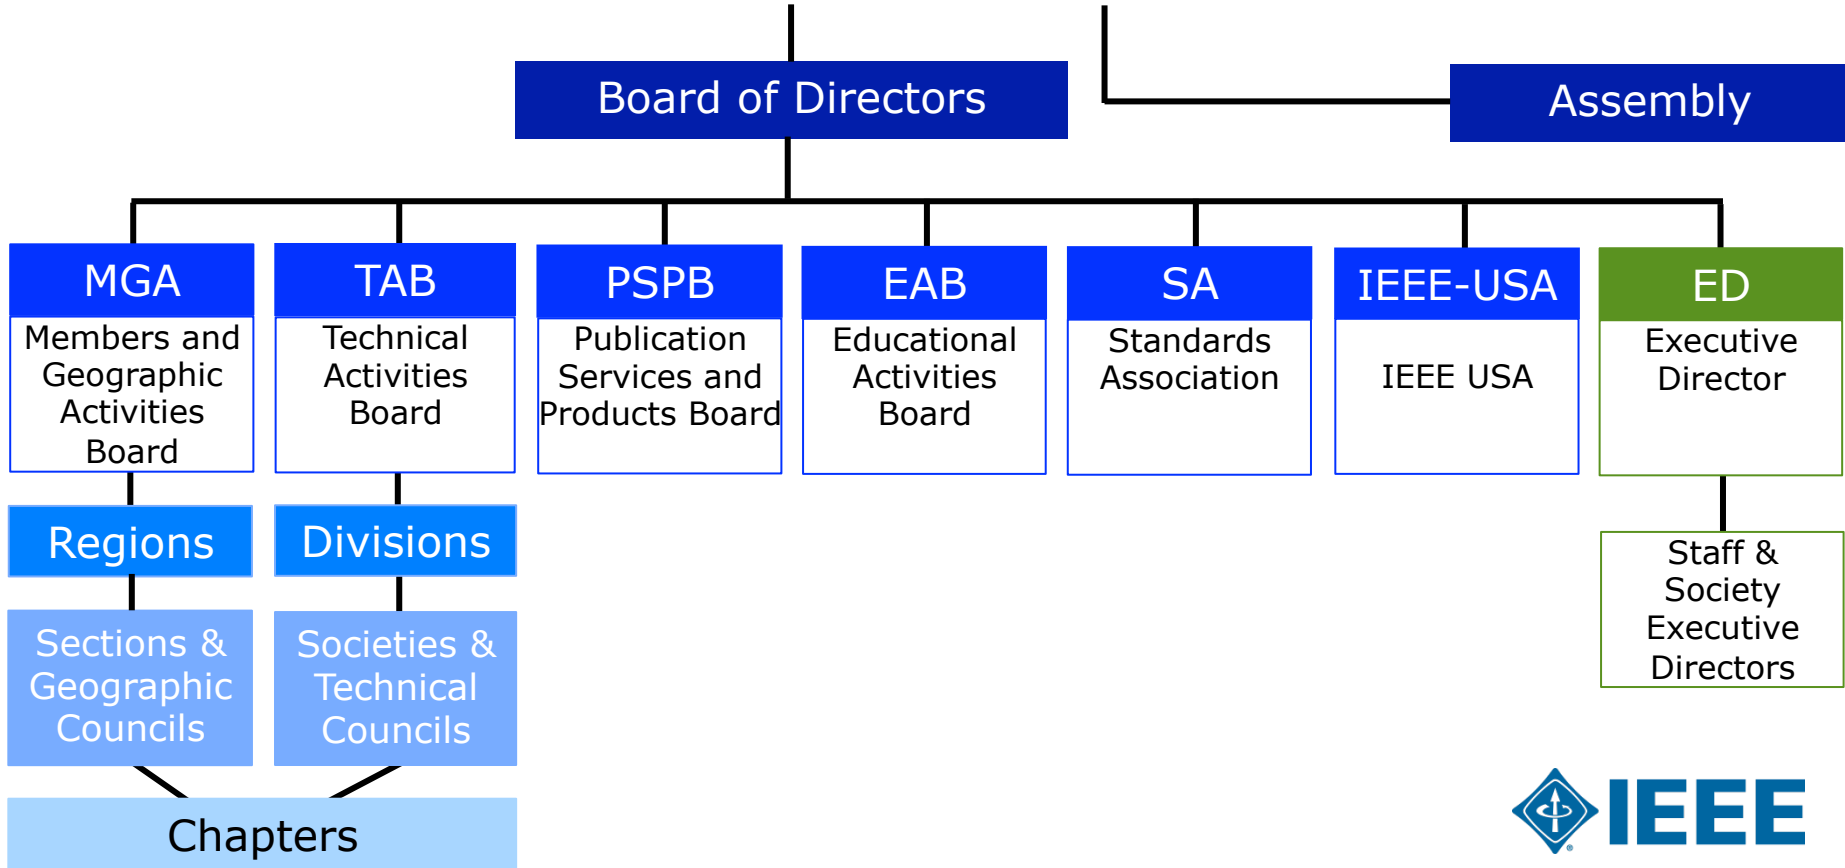 Board of Directors
Assembly
MGA
Members and
Geographic
Activities
Board
TAB
Technical
Activities
Board
PSPB
Publication
Services and
Products Board
EAB
Educational
Activities
Board
SA
Standards
Association
IEEE-USA
IEEE USA
ED
Executive
Director
Regions
Divisions
Staff &
Society
Executive
Directors
Sections &
Geographic
Councils
Societies &
Technical
Councils
Chapters
IEEE